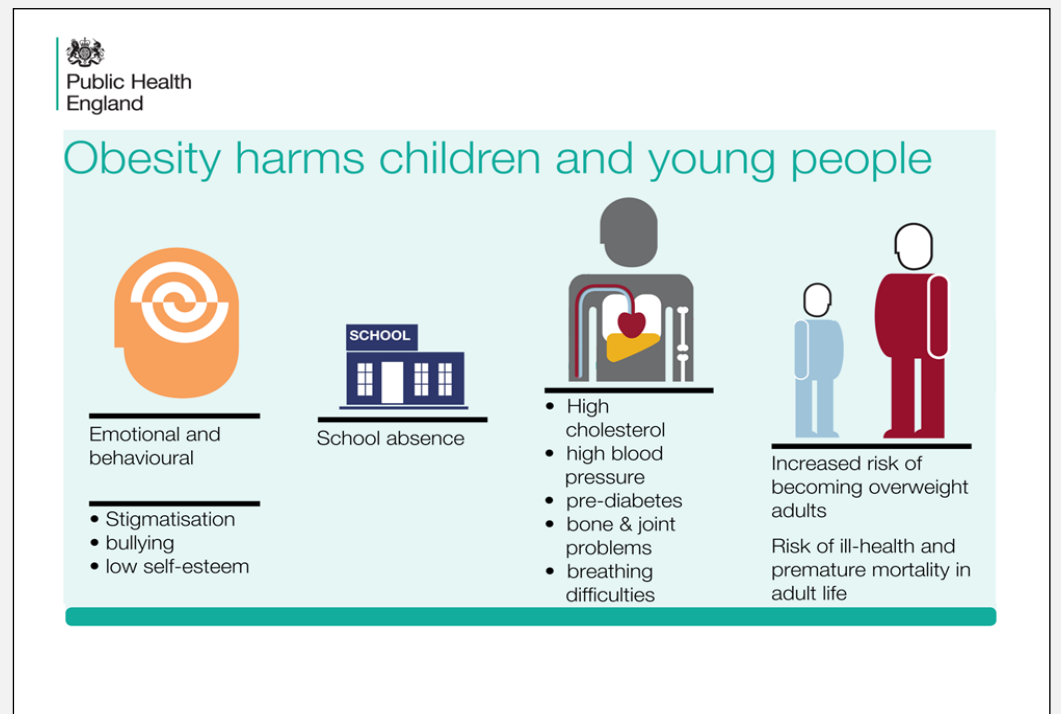 Public Health
England
Obesity harms children and young people
Emotional and
behavioural
• Stigmatisation
• bullying
• low self-esteem
SCHOOL
School absence
• High
cholesterol
• high blood
pressure
• pre-diabetes
• bone & joint
problems
• breathing
difficulties
Increased risk of
becoming overweight
adults
Risk of ill-health and
premature mortality in
adult life